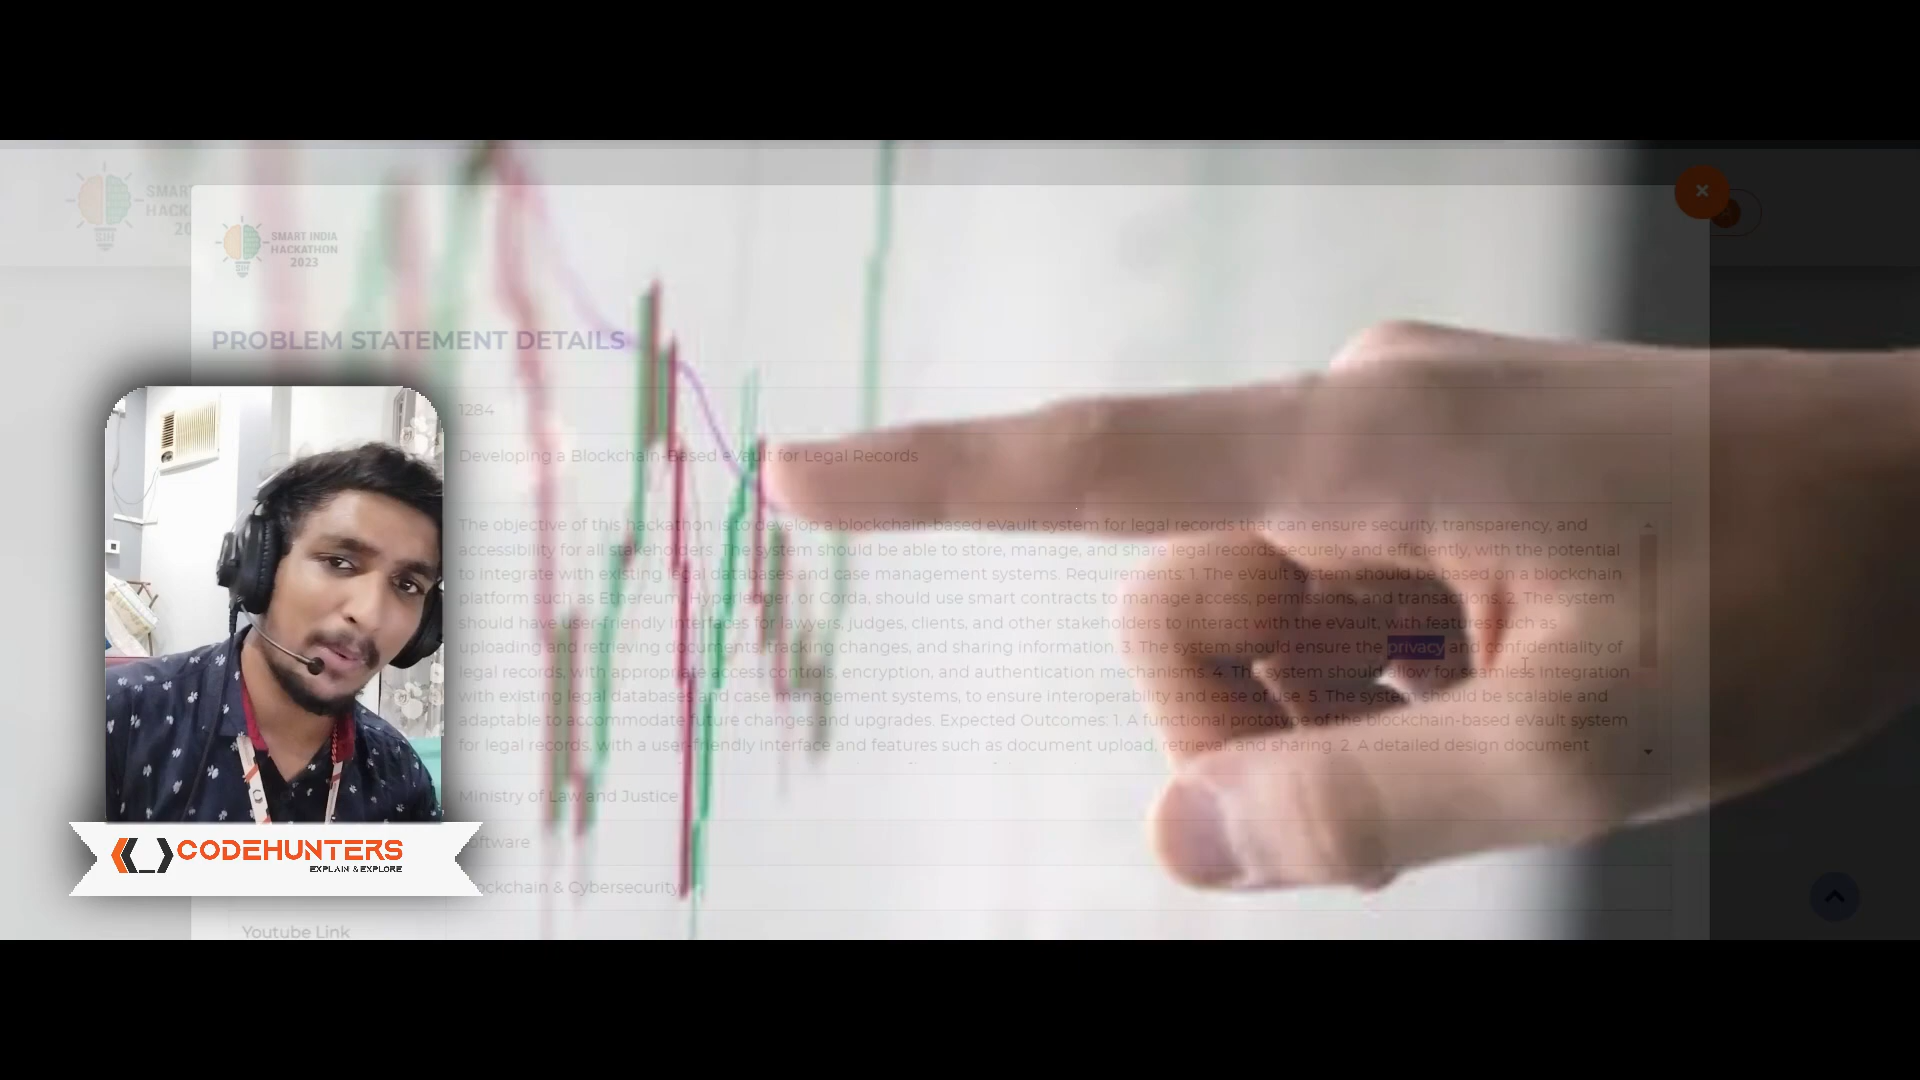 SMAR
HACK
20
SMART INDIA
HACKATHON
2023
PROBLEM STATEMENT DETAILS
1284
Developing a Blockchain-Based eVault for Legal Records
The objective of this hackathon is to develop a blockchain-based eVault system for legal records that can ensure security, transparency, and
accessibility for all stakeholders. The system should be able to store, manage, and share legal records securely and efficiently, with the potential
to integrate with existing legal databases and case management systems. Requirements: 1. The eVault system should be based on a blockchain
platform such as Ethereum, Hyperledger, or Corda, should use smart contracts to manage access, permissions, and transactions. 2. The system
should have user-friendly interfaces for lawyers, judges, clients, and other stakeholders to interact with the eVault, with features such as
uploading and retrieving documents, tracking changes, and sharing information. 3. The system should ensure the privacy and confidentiality of
legal records, with appropriate access controls, encryption, and authentication mechanisms. 4. The system should allow for seamless integration
with existing legal databases and case management systems, to ensure interoperability and ease of use. 5. The system should be scalable and
adaptable to accommodate future changes and upgrades. Expected Outcomes: 1. A functional prototype of the blockchain-based eVault system
for legal records, with a user-friendly interface and features such as document upload, retrieval, and sharing. 2. A detailed design document
Ministry of Law and Justice
oftware
ockchain & Cybersecurity
CODEHUNTERS
EXPLAIN & EXPLORE
Youtube Link